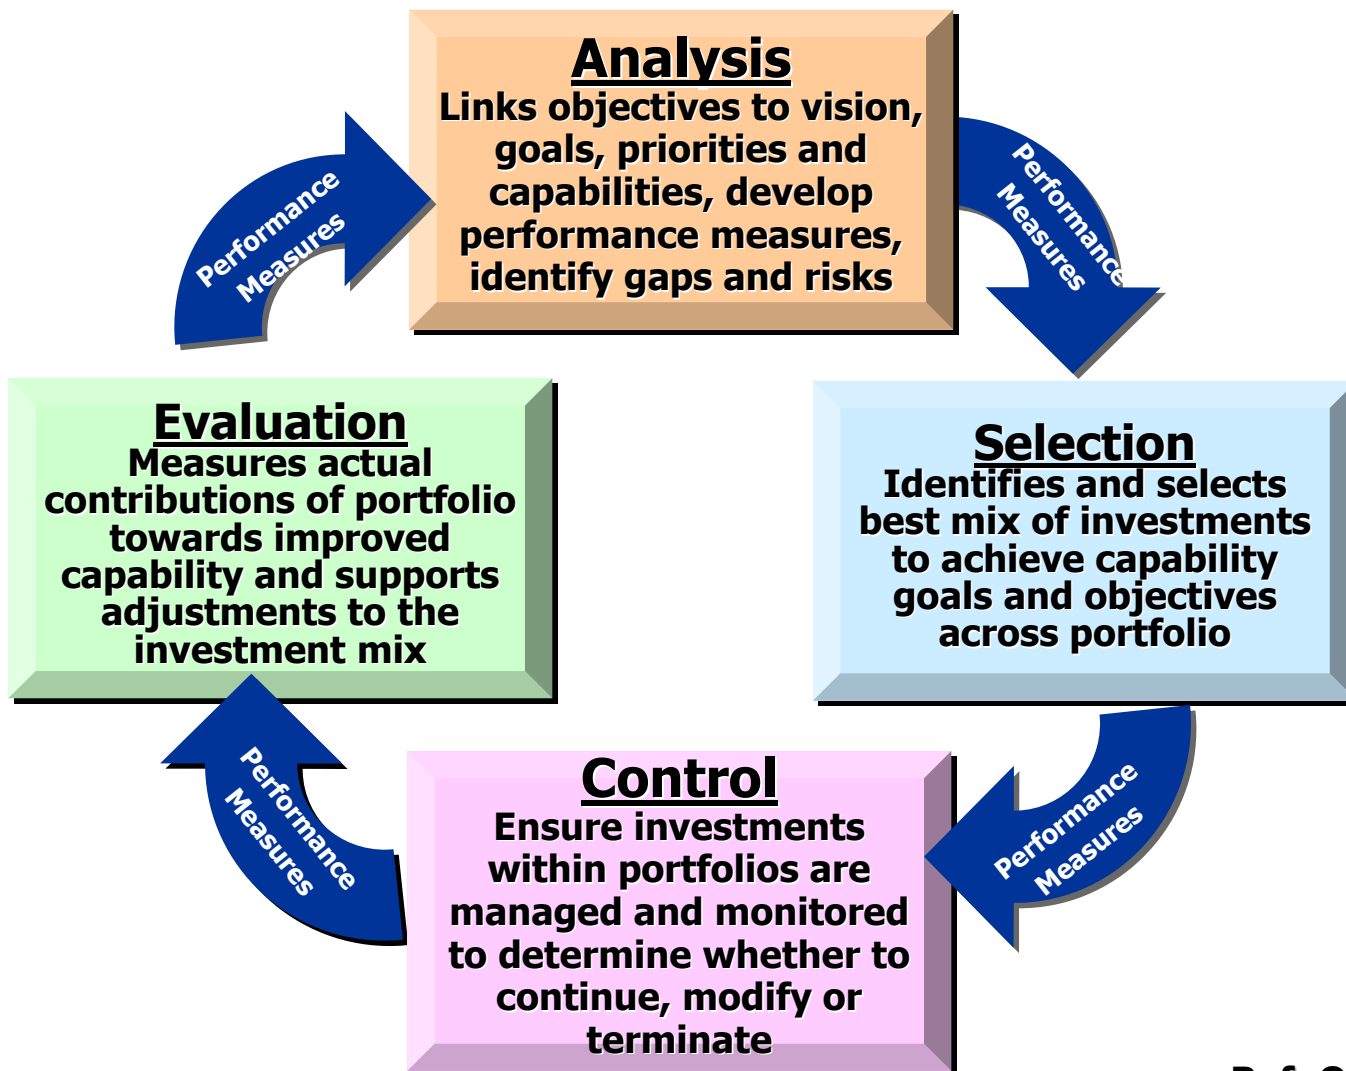 Analysis
Links objectives to vision,
goals, priorities and
capabilities, develop
performance measures,
identify gaps and risks
Performance
Measures
Performance
Measures
Evaluation
Measures actual
contributions of portfolio
towards improved
capability and supports
adjustments to the
investment mix
Selection
Identifies and selects
best mix of investments
to achieve capability
goals and objectives
across portfolio
Performance
Measures
Performance
Measures
Control
Ensure investments
within portfolios are
managed and monitored
to determine whether to
continue, modify or
terminate